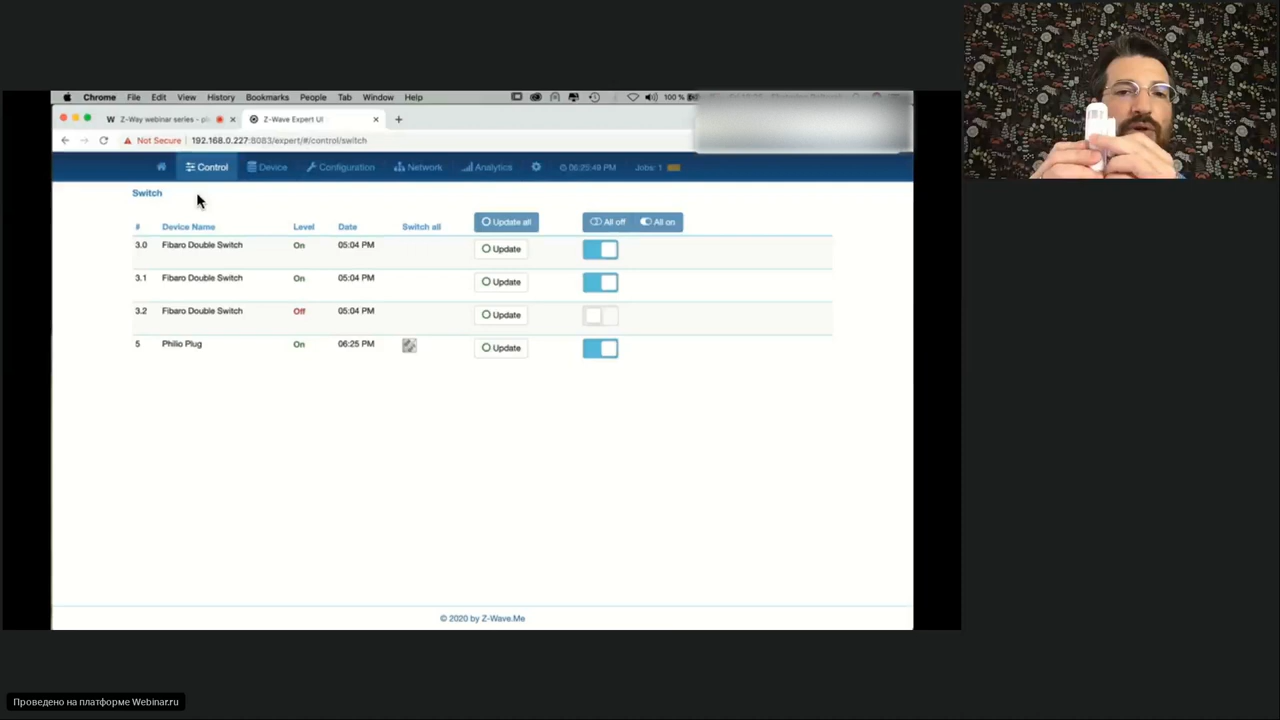 Chrome File Edit View History Bookmarks People Tab Window Help 100 %
Z-Way webinar series - pl
Z-Wave Expert UI
Not Secure 192.168.0.227:8083/expert/#/control/switch
Control Device Configuration Network Analytics 06:25:49 PM Jobs: 1
Switch
# Device Name Level Date Switch all Update all All off All on
3.0 Fibaro Double Switch On 05:04 PM Update
3.1 Fibaro Double Switch On 05:04 PM Update
3.2 Fibaro Double Switch Off 05:04 PM Update
5 Philio Plug On 06:25 PM Update
© 2020 by Z-Wave.Me
Проведено на платформе Webinar.ru